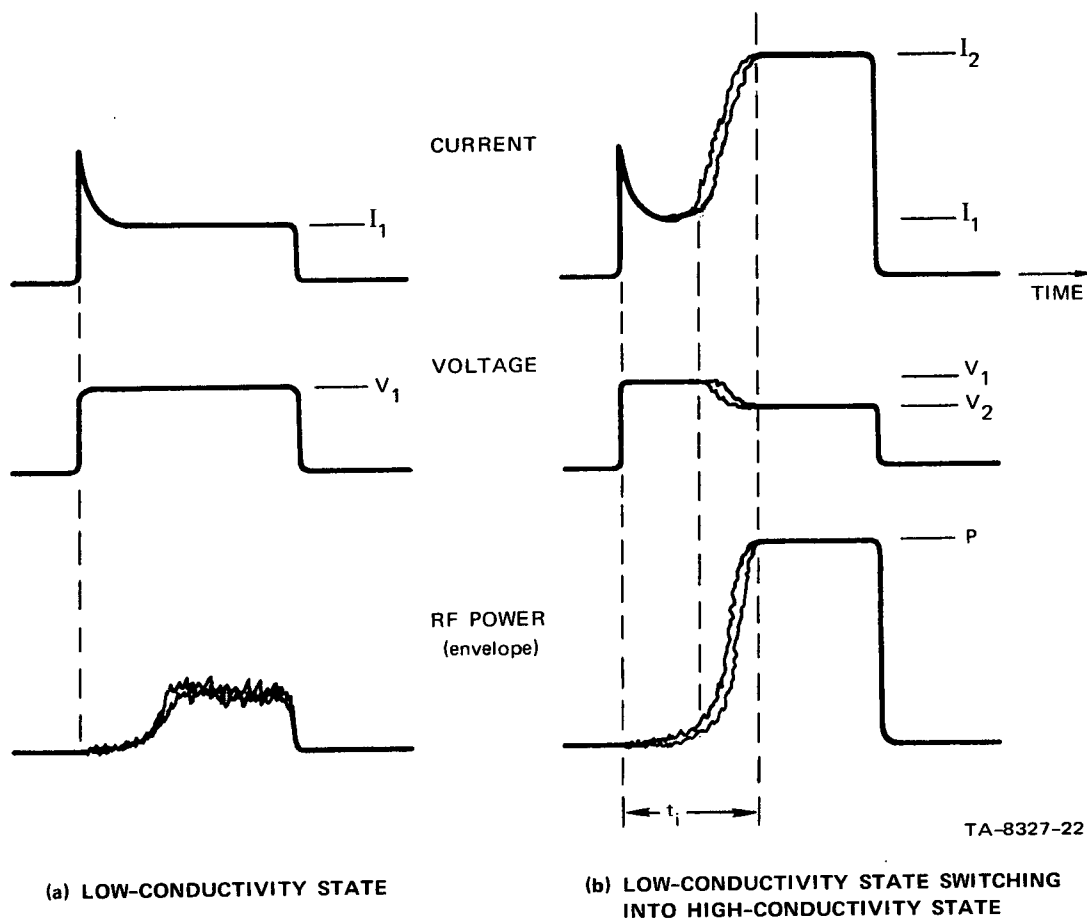 CURRENT
I₁
I₂
I₁
TIME
VOLTAGE
V₁
V₁
V₂
RF POWER
(envelope)
P
tᵢ
TA-8327-22
(a) LOW-CONDUCTIVITY STATE
(b) LOW-CONDUCTIVITY STATE SWITCHING
INTO HIGH-CONDUCTIVITY STATE